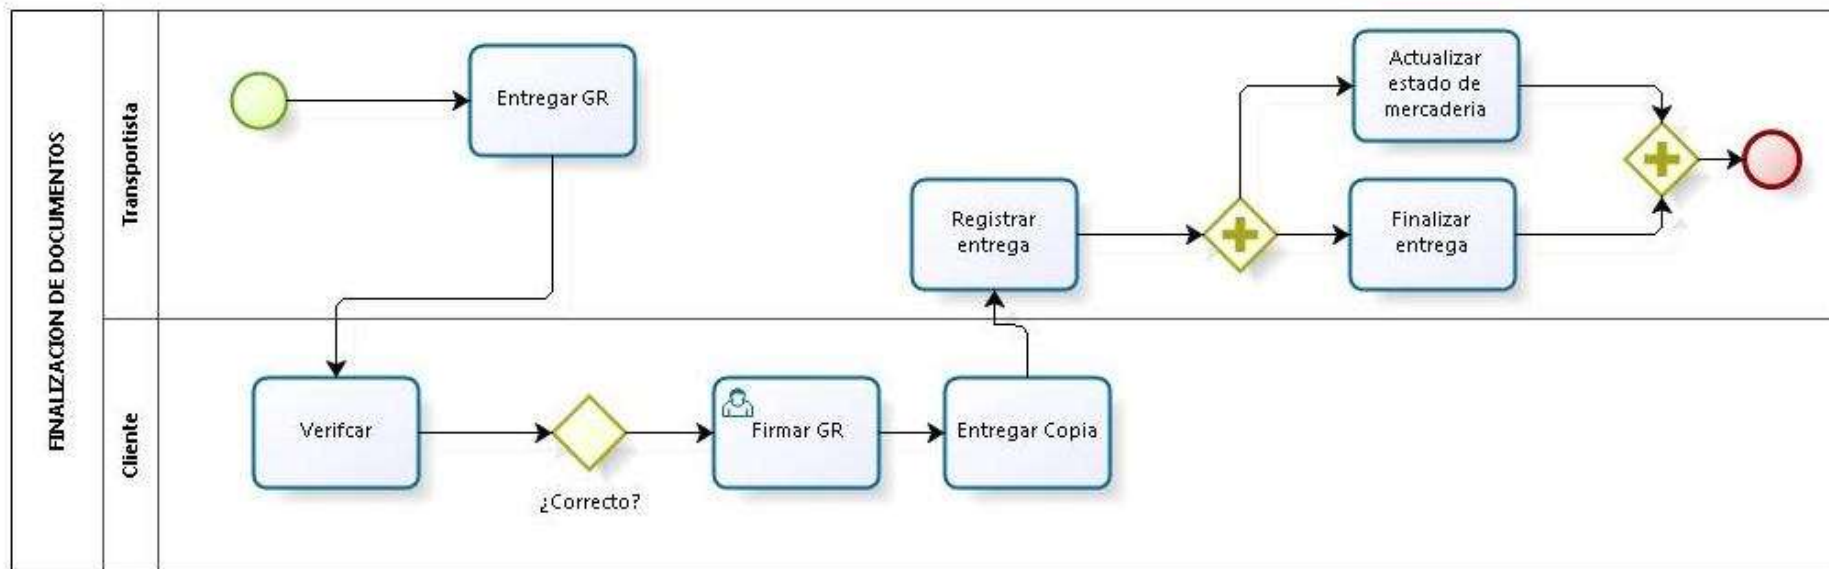 FINALIZACION DE DOCUMENTOS
Transportista
Entregar GR
Actualizar
estado de
mercaderia
Registrar
entrega
Finalizar
entrega
Cliente
Verifcar
¿Correcto?
Firmar GR
Entregar Copia